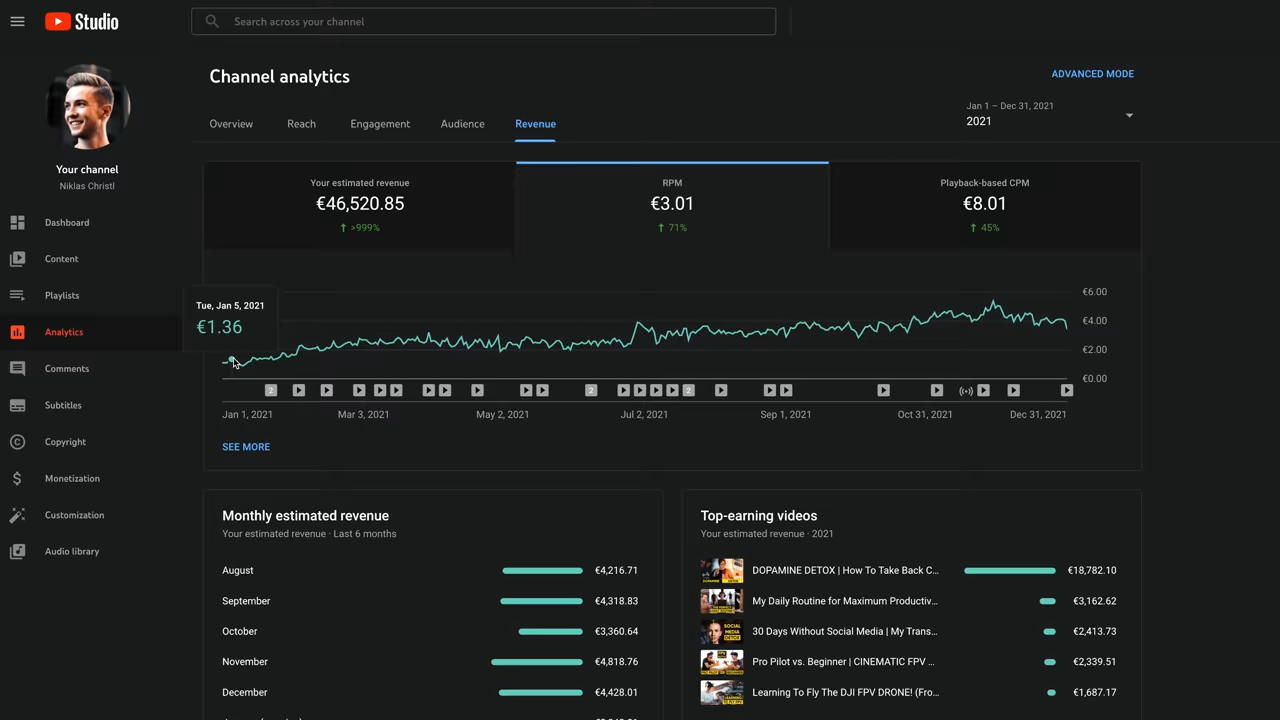 Studio
Search across your channel
Your channel
Niklas Christl
Dashboard
Content
Playlists
Analytics
Comments
Subtitles
Copyright
Monetization
Customization
Audio library
Channel analytics
ADVANCED MODE
Overview
Reach
Engagement
Audience
Revenue
Jan 1 – Dec 31, 2021
2021
Your estimated revenue
€46,520.85
>999%
RPM
€3.01
71%
Playback-based CPM
€8.01
45%
Tue, Jan 5, 2021
€1.36
€6.00
€4.00
€2.00
€0.00
2
2
2
Jan 1, 2021
Mar 3, 2021
May 2, 2021
Jul 2, 2021
Sep 1, 2021
Oct 31, 2021
Dec 31, 2021
SEE MORE
Monthly estimated revenue
Your estimated revenue · Last 6 months
August €4,216.71
September €4,318.83
October €3,360.64
November €4,818.76
December €4,428.01
Top-earning videos
Your estimated revenue · 2021
DOPAMINE DETOX | How To Take Back C... €18,782.10
My Daily Routine for Maximum Productiv... €3,162.62
30 Days Without Social Media | My Trans... €2,413.73
Pro Pilot vs. Beginner | CINEMATIC FPV ... €2,339.51
Learning To Fly The DJI FPV DRONE! (Fro... €1,687.17